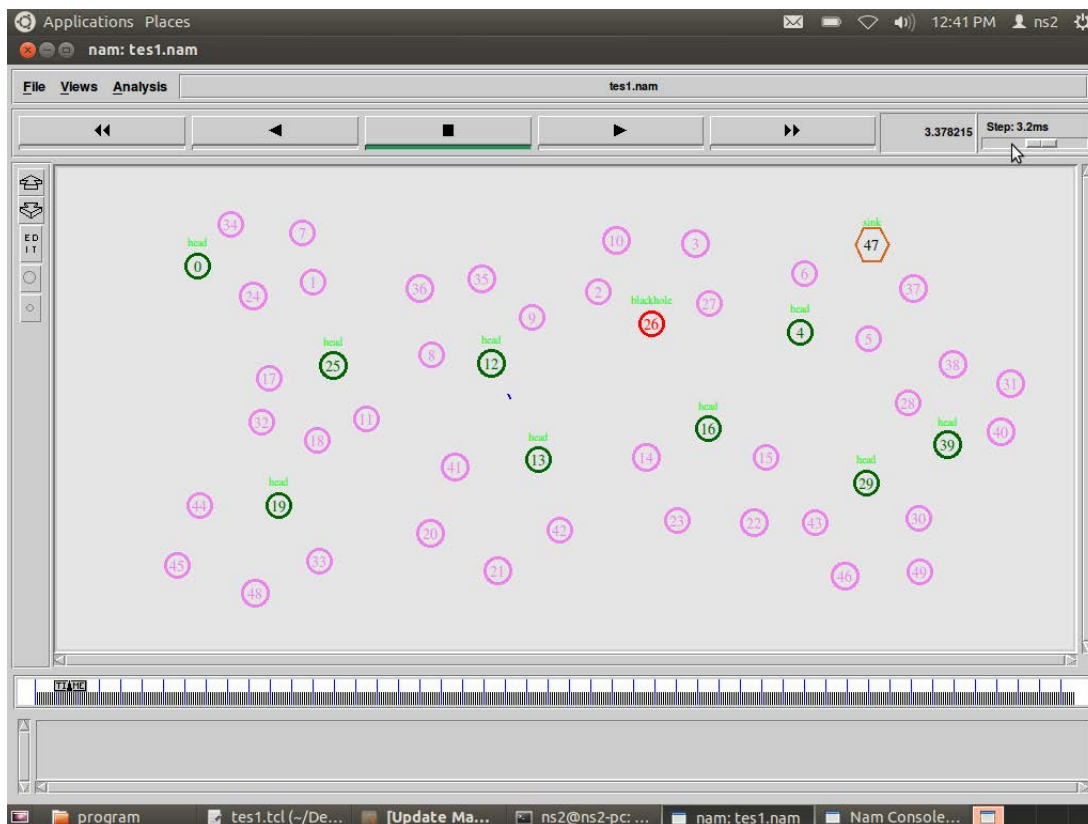 Applications Places 12:41 PM ns2
nam: tes1.nam
File Views Analysis tes1.nam
3.378215 Step: 3.2ms
ED
IT
34
7
head
0
24
1
36
35
10
3
sink
47
2
27
6
37
9
blackhole
26
head
4
5
head
25
8
head
12
17
38
31
32
11
18
28
head
16
head
39
40
41
head
13
14
15
head
29
44
head
19
20
42
23
22
43
30
45
33
48
21
46
49
TIME
program tes1.tcl (~/De... [Update Ma... ns2@ns2-pc: ... nam: tes1.nam Nam Console...